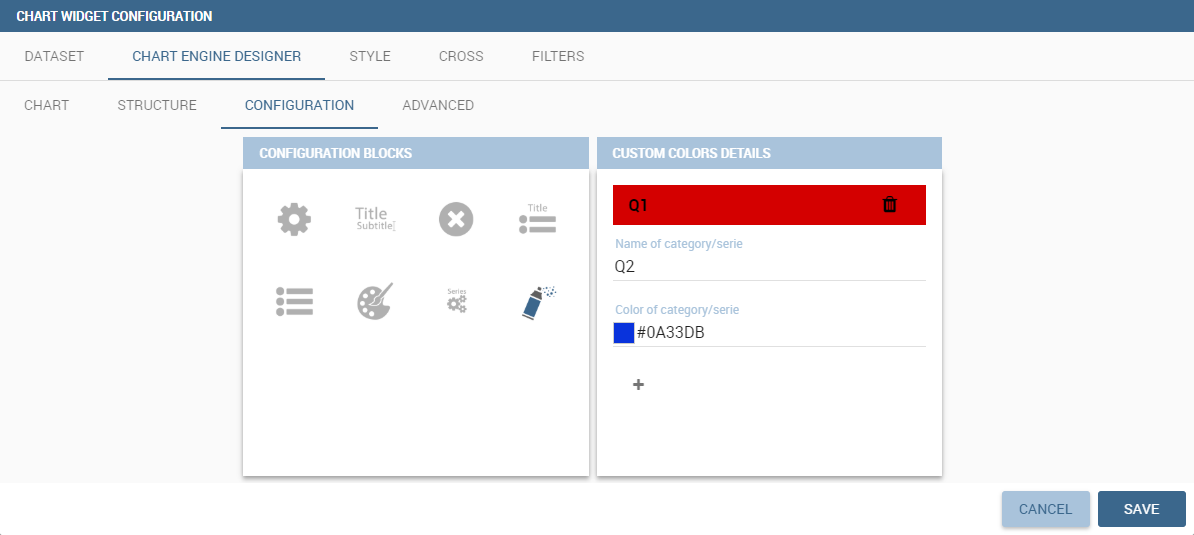 CHART WIDGET CONFIGURATION
DATASET CHART ENGINE DESIGNER STYLE CROSS FILTERS
CHART STRUCTURE CONFIGURATION ADVANCED
CONFIGURATION BLOCKS
Title
Subtitle
Title
Series
CUSTOM COLORS DETAILS
Q1
Name of category/serie
Q2
Color of category/serie
#0A33DB
+
CANCEL SAVE